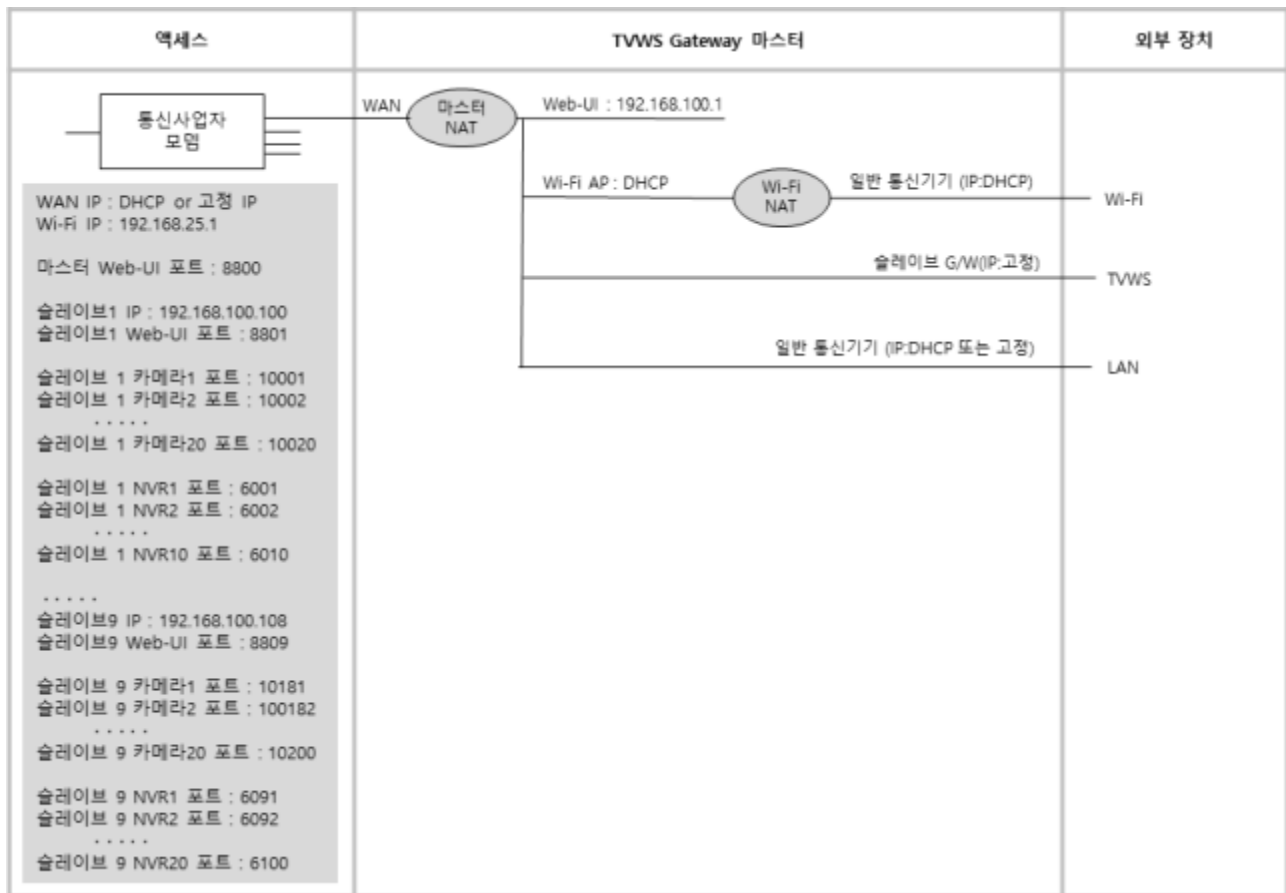 액세스
TVWS Gateway 마스터
외부 장치
통신사업자
모뎀
WAN
마스터
NAT
Web-UI : 192.168.100.1
Wi-Fi AP : DHCP
Wi-Fi
NAT
일반 통신기기 (IP:DHCP)
Wi-Fi
슬레이브 G/W(IP:고정)
TVWS
일반 통신기기 (IP:DHCP 또는 고정)
LAN
WAN IP : DHCP or 고정 IP
Wi-Fi IP : 192.168.25.1
마스터 Web-UI 포트 : 8800
슬레이브1 IP : 192.168.100.100
슬레이브1 Web-UI 포트 : 8801
슬레이브 1 카메라1 포트 : 10001
슬레이브 1 카메라2 포트 : 10002
. . . . .
슬레이브 1 카메라20 포트 : 10020
슬레이브 1 NVR1 포트 : 6001
슬레이브 1 NVR2 포트 : 6002
. . . . .
슬레이브 1 NVR10 포트 : 6010
. . . . .
슬레이브9 IP : 192.168.100.108
슬레이브9 Web-UI 포트 : 8809
슬레이브 9 카메라1 포트 : 10181
슬레이브 9 카메라2 포트 : 100182
. . . . .
슬레이브 9 카메라20 포트 : 10200
슬레이브 9 NVR1 포트 : 6091
슬레이브 9 NVR2 포트 : 6092
. . . . .
슬레이브 9 NVR20 포트 : 6100